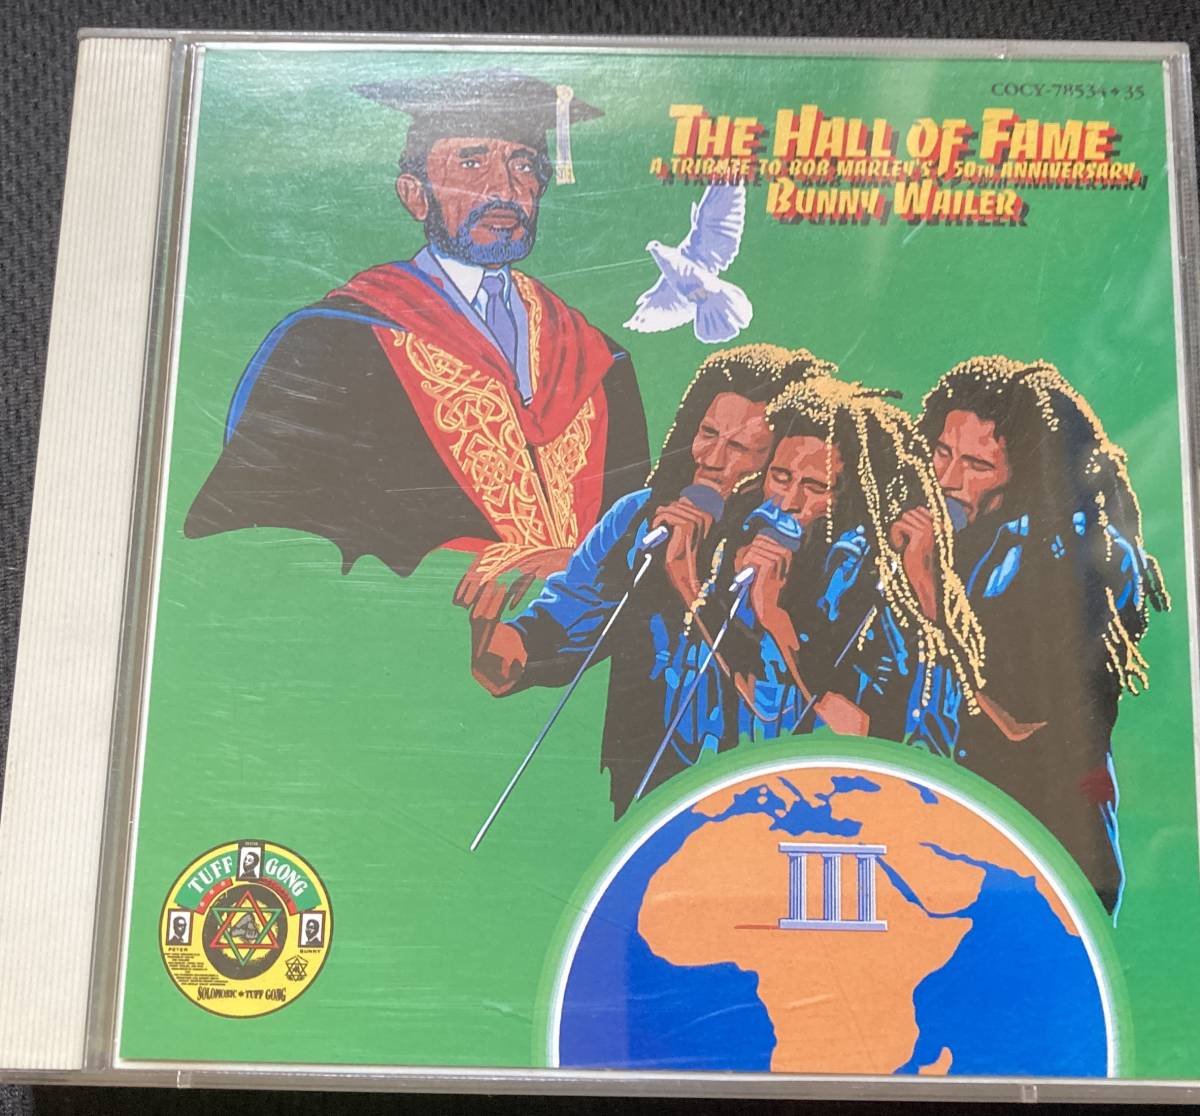 COCY-78534✦35
THE HALL OF FAME
A TRIBUTE TO BOB MARLEY'S 50TH ANNIVERSARY
BUNNY WAILER
TUFF GONG
PETER
BUNNY
SOLOMONIC ✦ TUFF GONG